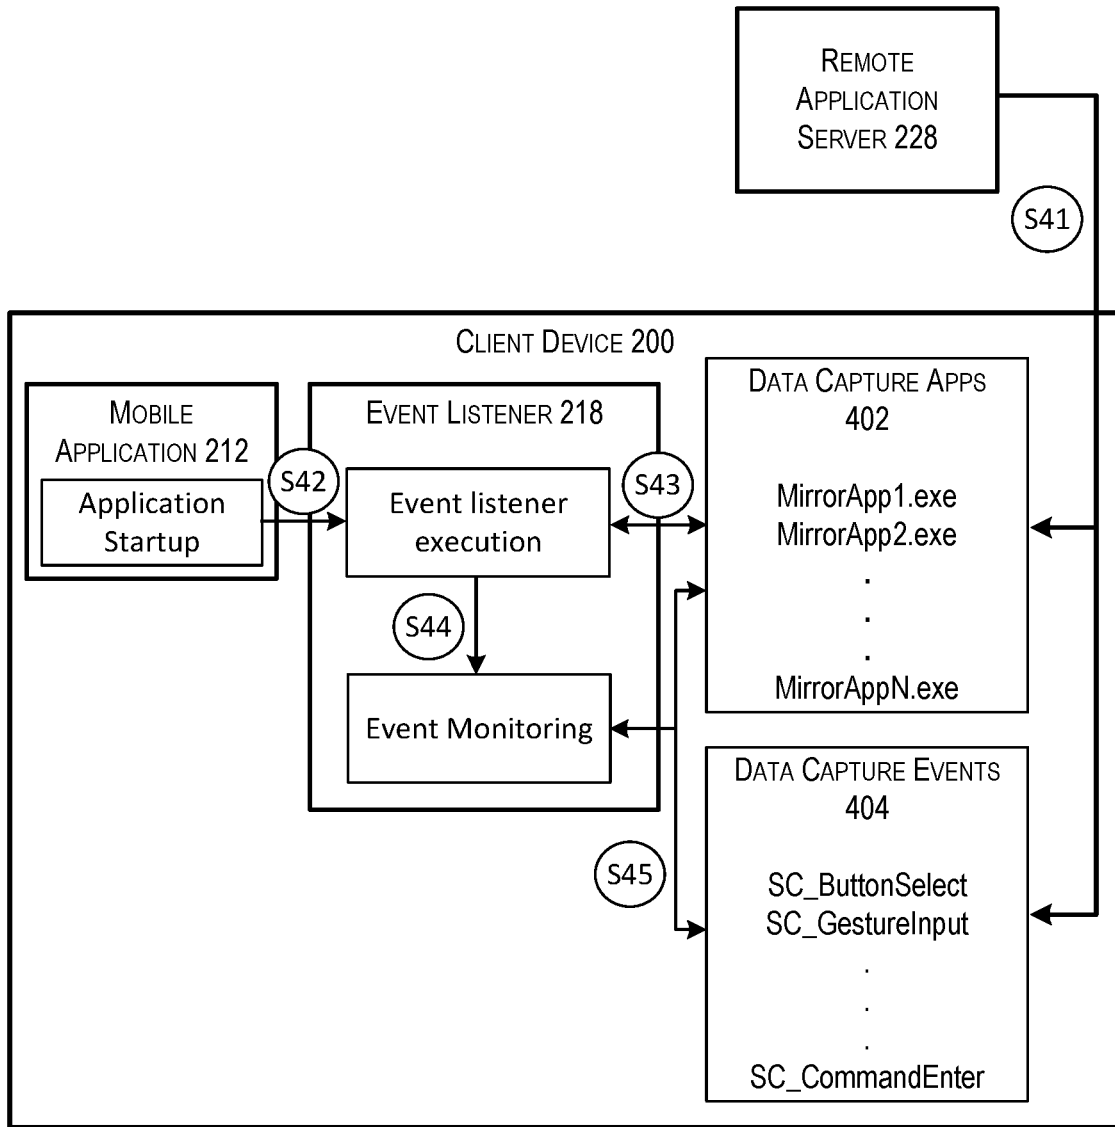 REMOTE
APPLICATION
SERVER 228
S41
CLIENT DEVICE 200
MOBILE
APPLICATION 212
Application
Startup
S42
EVENT LISTENER 218
Event listener
execution
S43
S44
Event Monitoring
DATA CAPTURE APPS
402
MirrorApp1.exe
MirrorApp2.exe
.
.
.
MirrorAppN.exe
S45
DATA CAPTURE EVENTS
404
SC_ButtonSelect
SC_GestureInput
.
.
.
SC_CommandEnter